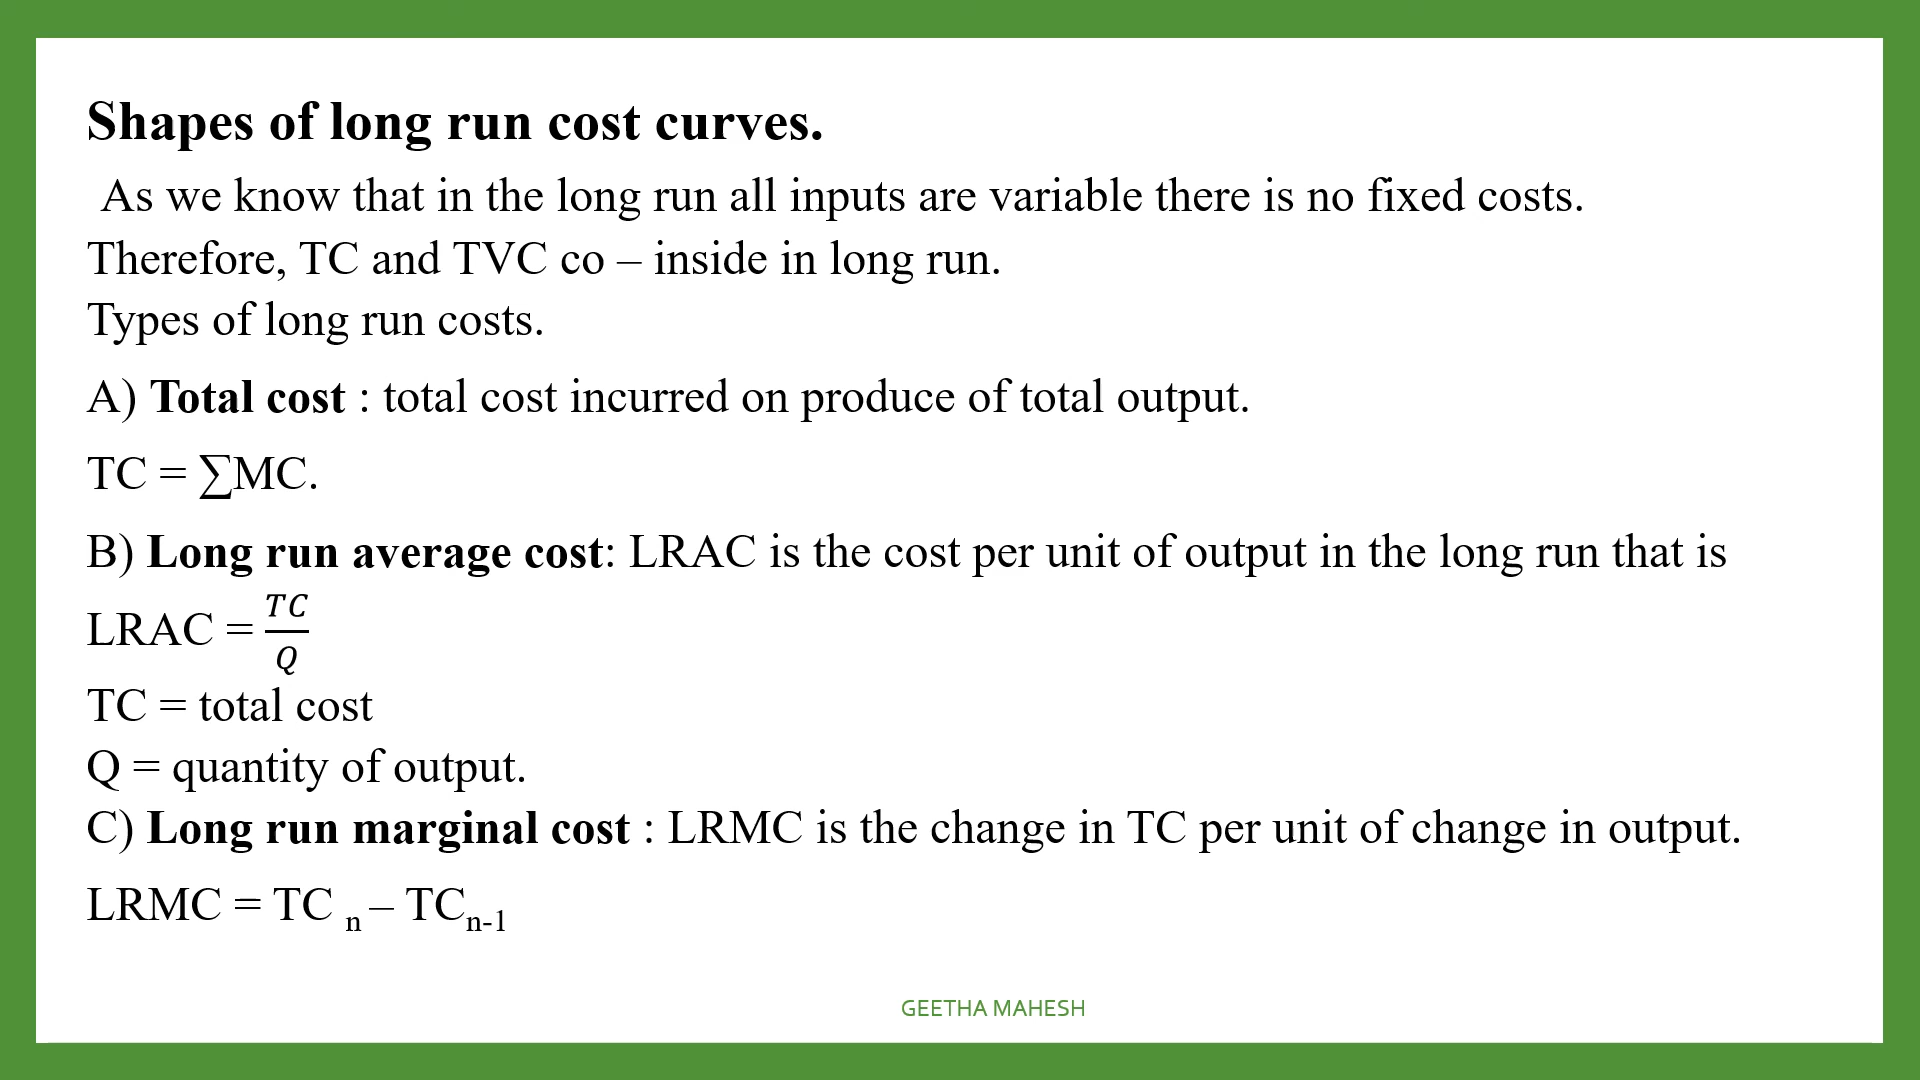 Shapes of long run cost curves.
As we know that in the long run all inputs are variable there is no fixed costs.
Therefore, TC and TVC co – inside in long run.
Types of long run costs.
A) Total cost : total cost incurred on produce of total output.
TC = ∑MC.
B) Long run average cost: LRAC is the cost per unit of output in the long run that is
LRAC = TC/Q
TC = total cost
Q = quantity of output.
C) Long run marginal cost : LRMC is the change in TC per unit of change in output.
LRMC = TC n – TCn-1
GEETHA MAHESH